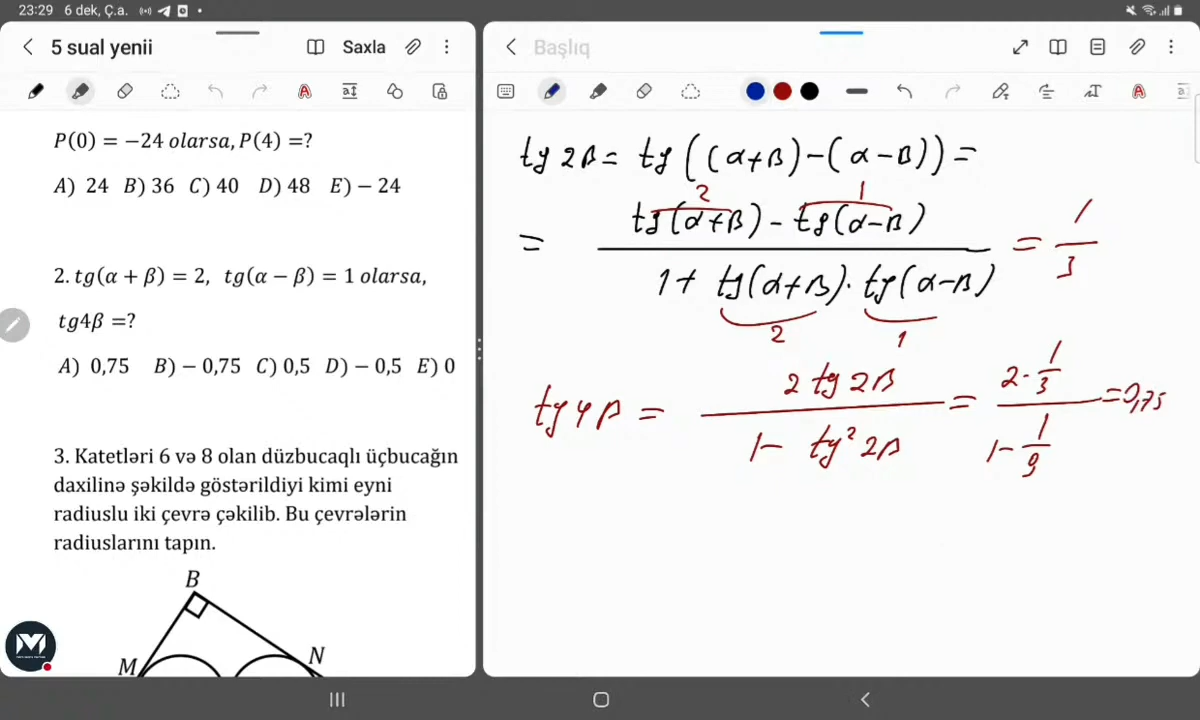 23:29 6 dek, Ç.a.
5 sual yenii
Saxla
P(0) = −24 olarsa, P(4) =?
A) 24 B) 36 C) 40 D) 48 E) − 24
2. tg(α + β) = 2, tg(α − β) = 1 olarsa,
tg4β =?
A) 0,75 B) − 0,75 C) 0,5 D) − 0,5 E) 0
3. Katetləri 6 və 8 olan düzbucaqlı üçbucağın
daxilinə şəkildə göstərildiyi kimi eyni
radiuslu iki çevrə çəkilib. Bu çevrələrin
radiuslarını tapın.
B
M
N
Başlıq
tg 2β = tg((α+β)−(α−β)) =
2 1
= tg(α+β) − tg(α−β) = 1
1+ tg(α+β)· tg(α−β) 3
2 1
tg 4β = 2 tg 2β = 2· 1/3 = 0,75
1− tg² 2β 1− 1/9